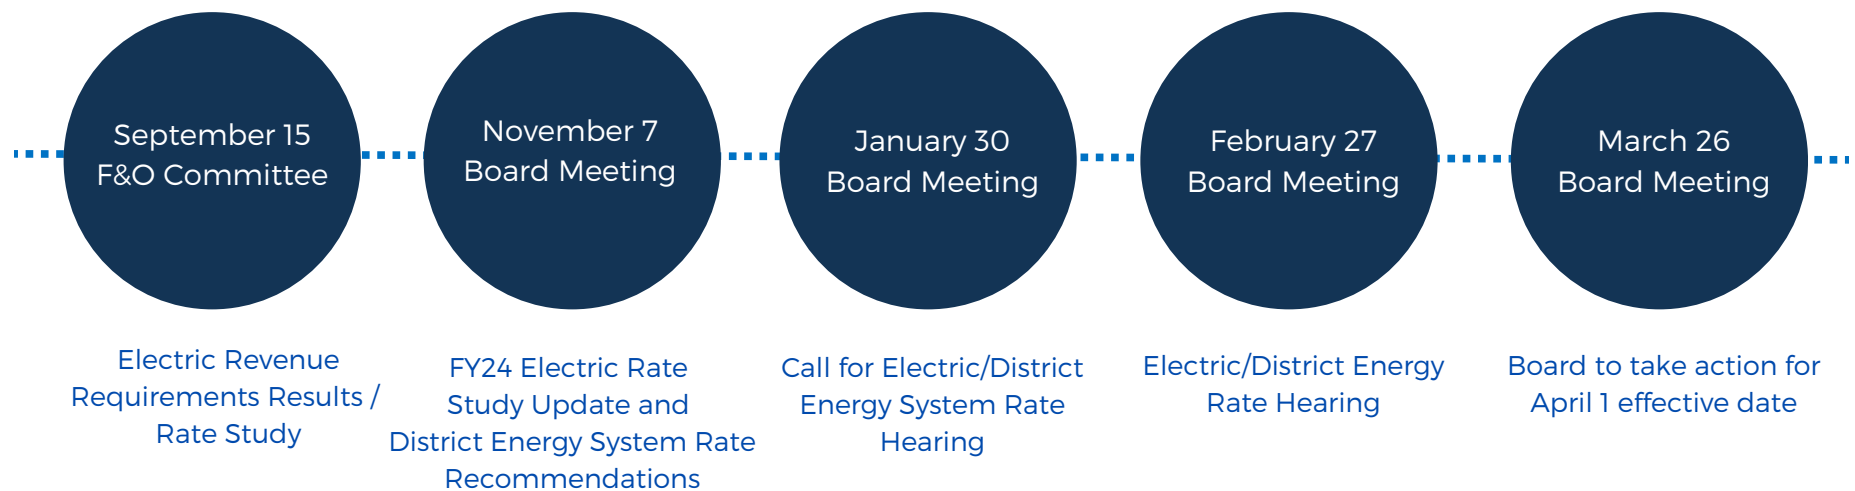 September 15
F&O Committee
Electric Revenue
Requirements Results /
Rate Study
November 7
Board Meeting
FY24 Electric Rate
Study Update and
District Energy System Rate
Recommendations
January 30
Board Meeting
Call for Electric/District
Energy System Rate
Hearing
February 27
Board Meeting
Electric/District Energy
Rate Hearing
March 26
Board Meeting
Board to take action for
April 1 effective date